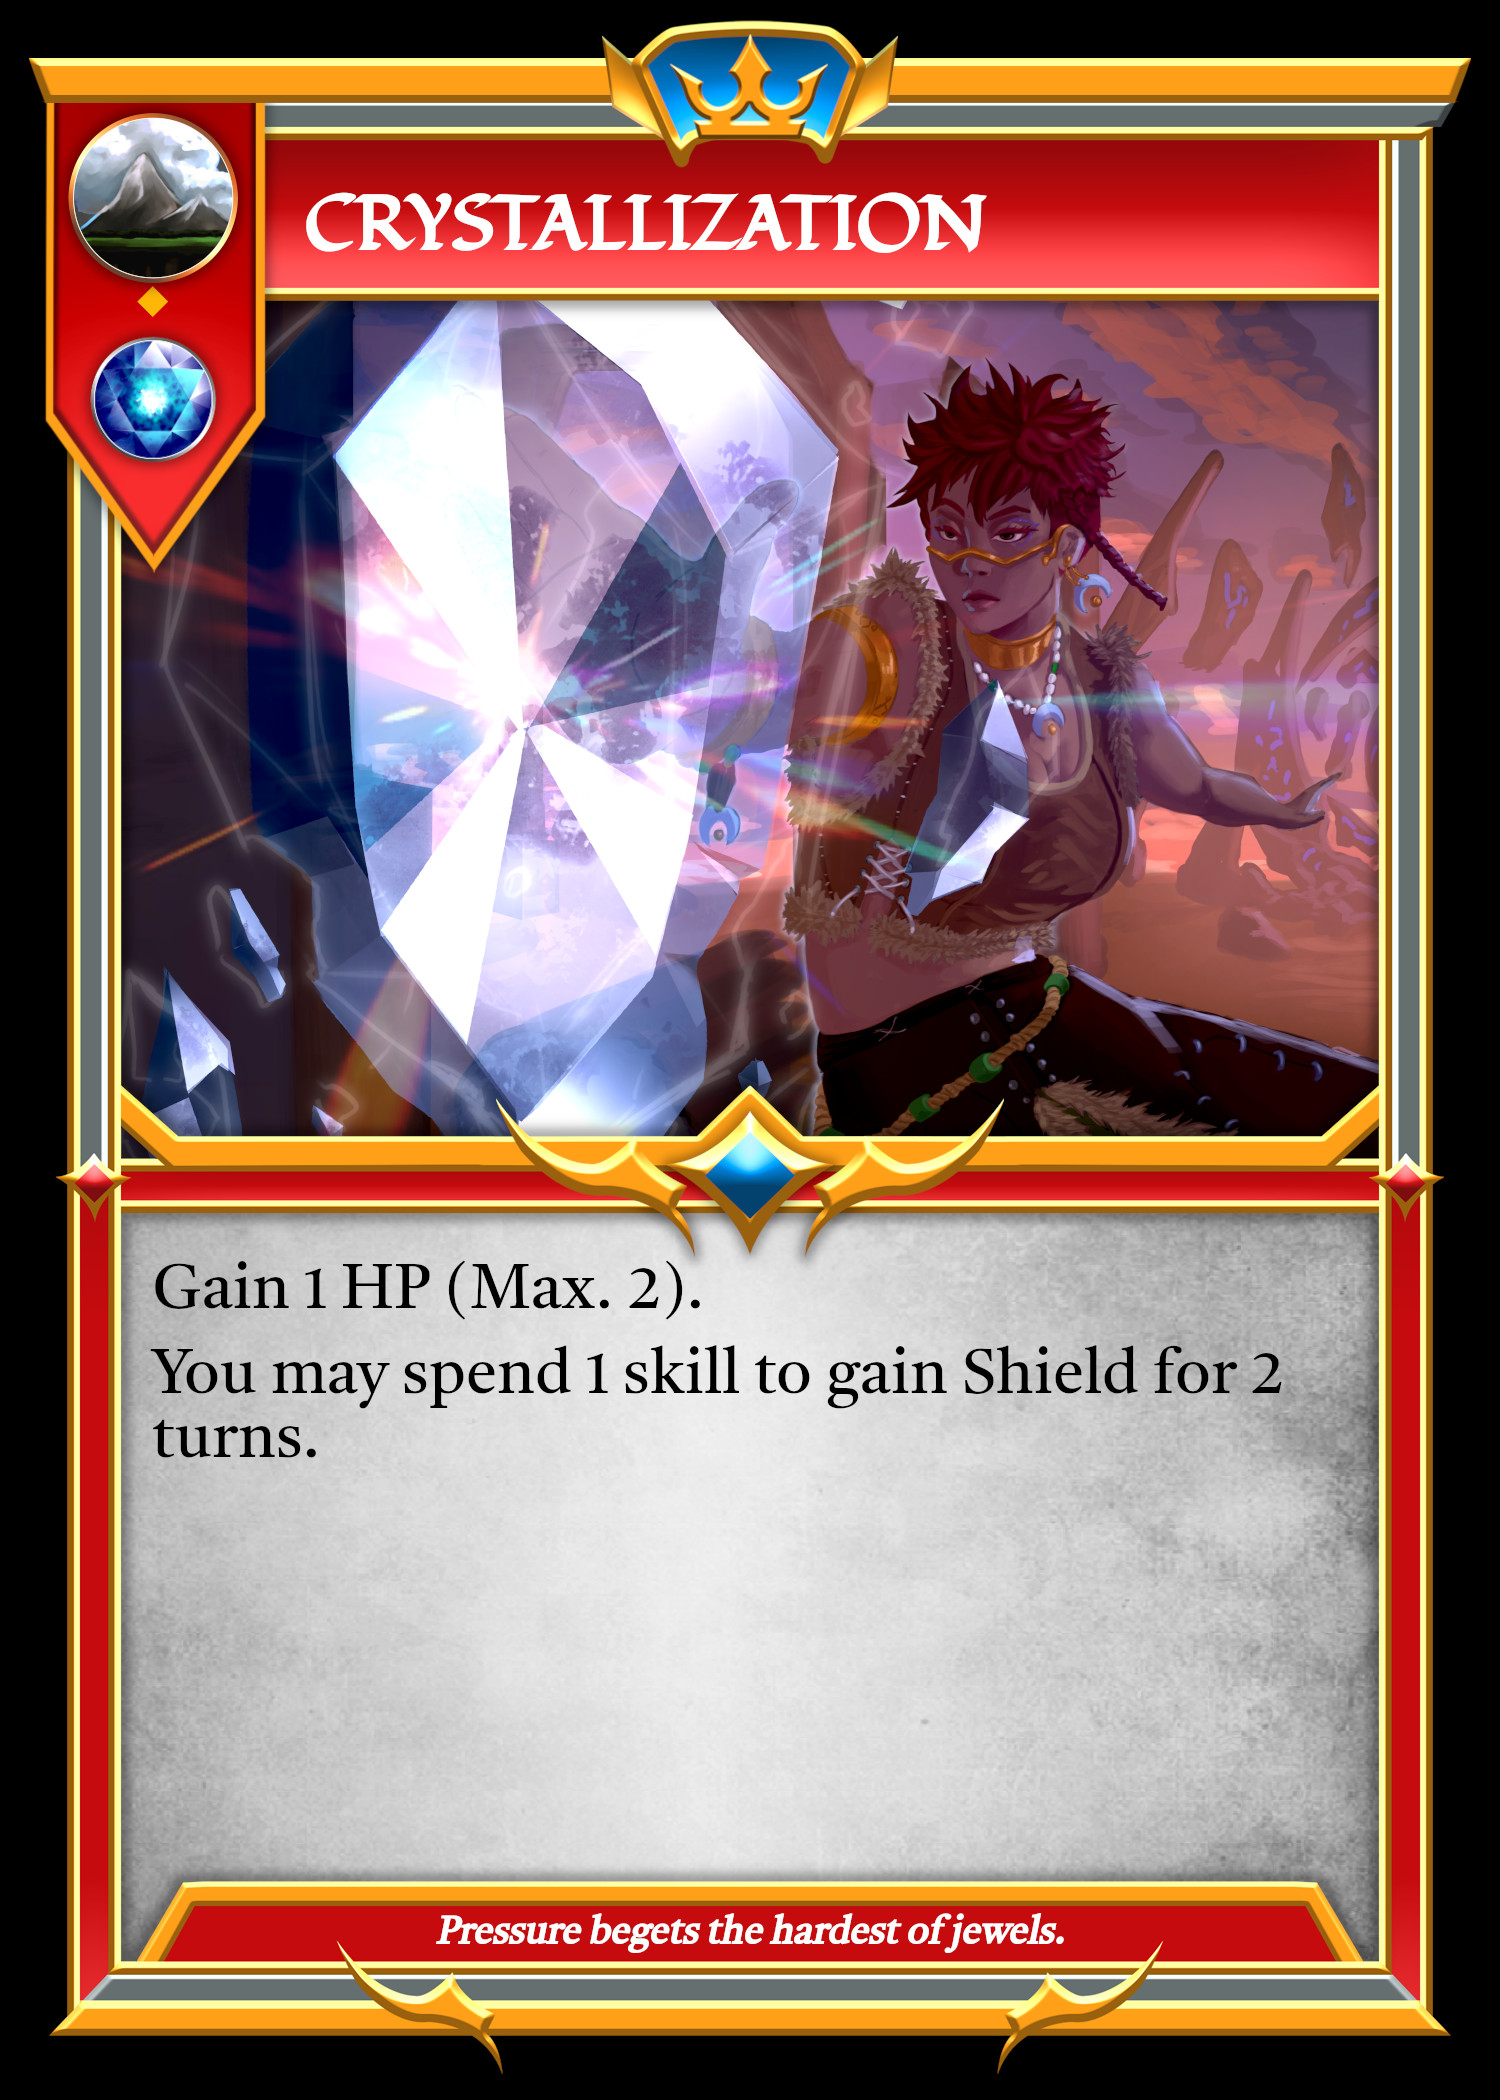 CRYSTALLIZATION
Gain 1 HP (Max. 2).
You may spend 1 skill to gain Shield for 2
turns.
Pressure begets the hardest of jewels.